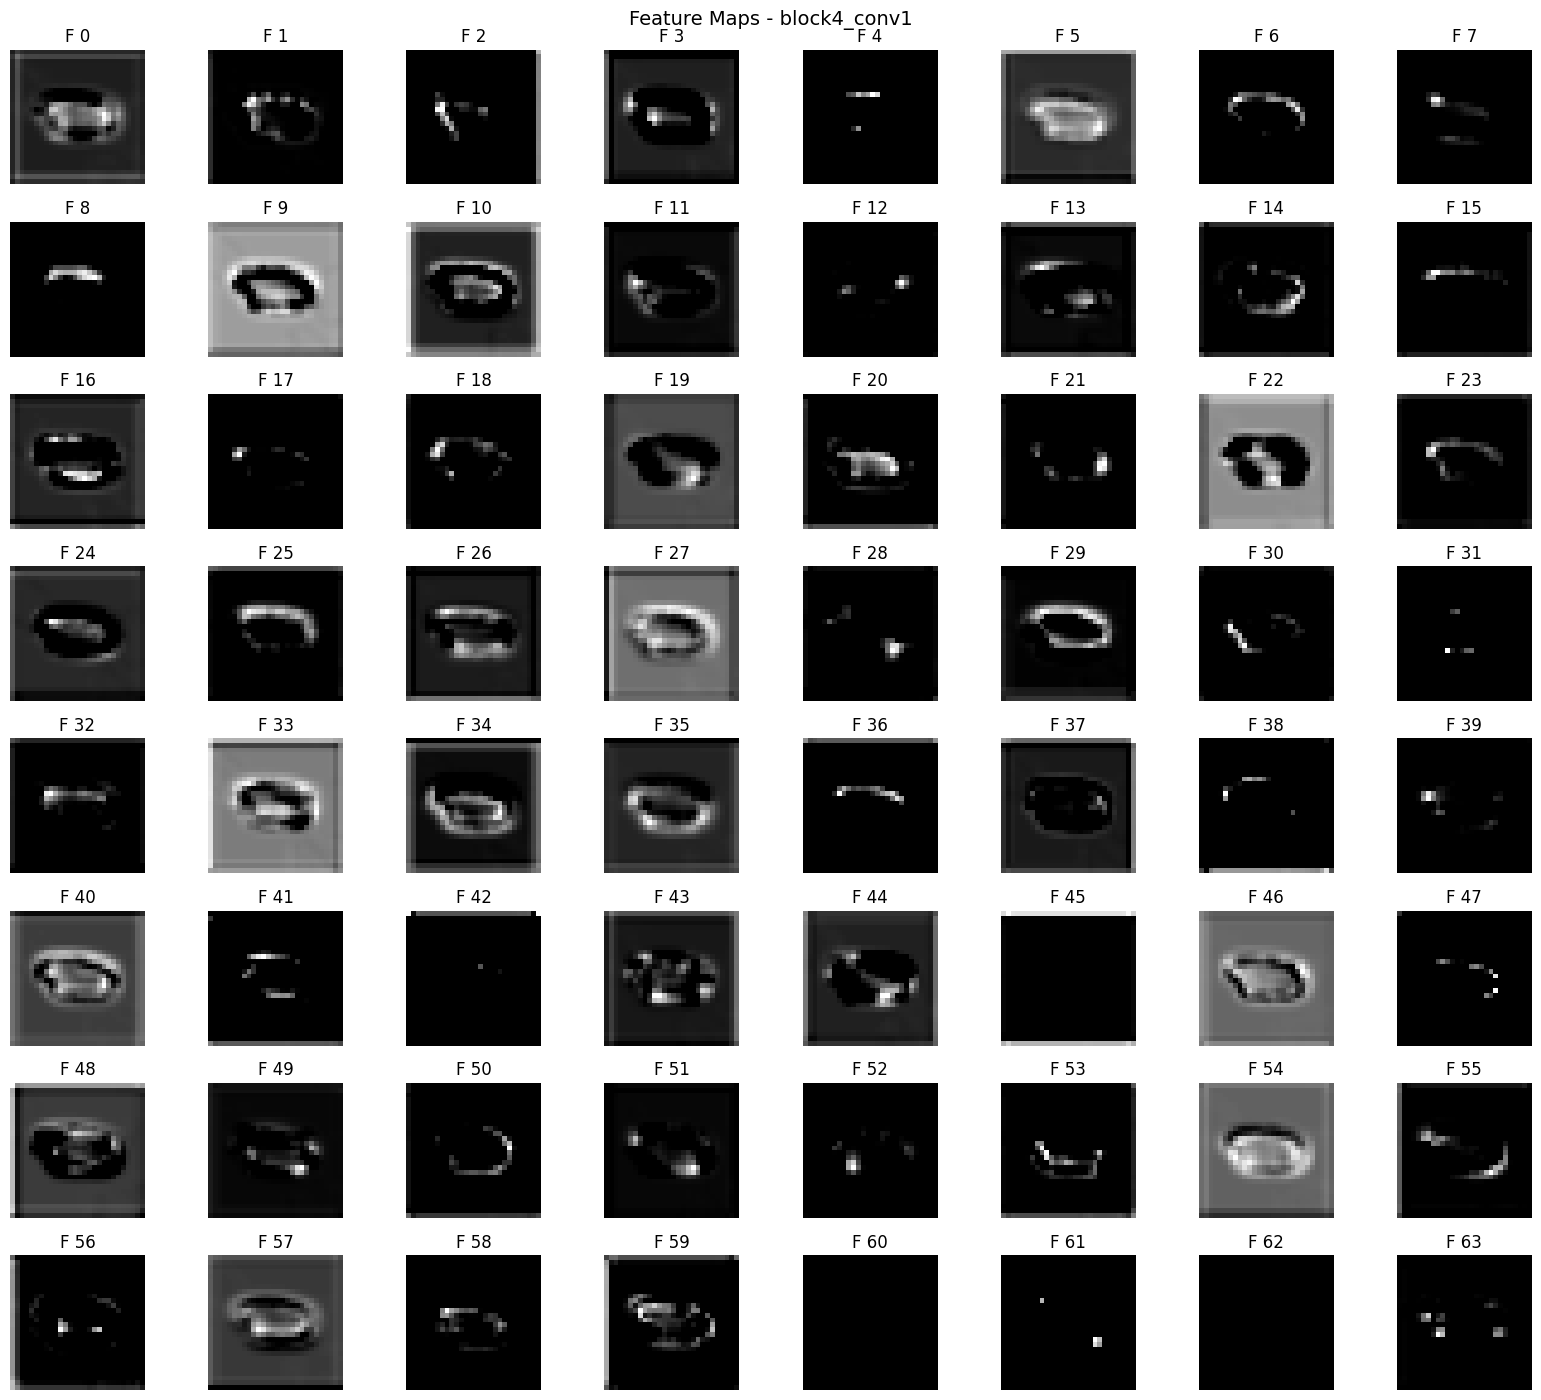 Feature Maps - block4_conv1
F 0 F 1 F 2 F 3 F 4 F 5 F 6 F 7
F 8 F 9 F 10 F 11 F 12 F 13 F 14 F 15
F 16 F 17 F 18 F 19 F 20 F 21 F 22 F 23
F 24 F 25 F 26 F 27 F 28 F 29 F 30 F 31
F 32 F 33 F 34 F 35 F 36 F 37 F 38 F 39
F 40 F 41 F 42 F 43 F 44 F 45 F 46 F 47
F 48 F 49 F 50 F 51 F 52 F 53 F 54 F 55
F 56 F 57 F 58 F 59 F 60 F 61 F 62 F 63